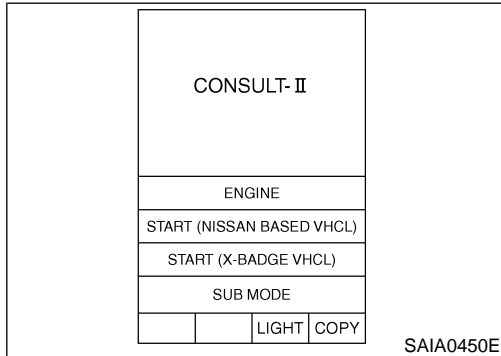 CONSULT-Ⅱ
ENGINE
START (NISSAN BASED VHCL)
START (X-BADGE VHCL)
SUB MODE
LIGHT COPY
SAIA0450E